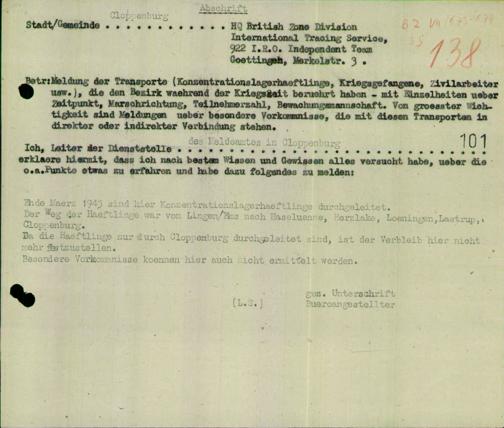 Abschrift
Cloppenburg
Stadt/Gemeinde . . . . . . . . . . . . HQ British Zone Division
International Tracing Service,
922 I.R.O. Independent Team
Goettingen, Merkelstr. 3 .
138
Betr:Meldung der Transporte (Konzentrationslagerhaeftlinge, Kriegsgefangene, Zivilarbeiter
usw.), die den Bezirk waehrend der Kriegszeit beruehrt haben - mit Einzelheiten ueber
Zeitpunkt, Marschrichtung, Teilnehmerzahl, Bewachungsmannschaft. Von groesster Wich-
tigkeit sind Meldungen ueber besondere Vorkommnisse, die mit diesen Transporten in
direkter oder indirekter Verbindung stehen.
101
des Meldeamtes in Cloppenburg
Ich, Leiter der Dienststelle . . . . . . . . . . . . . . . . . . . . . . . . . . . . . . . .
erklaere hiermit, dass ich nach bestem Wissen und Gewissen alles versucht habe, ueber die
o.a.Punkte etwas zu erfahren und habe dazu folgendes zu melden:
Ende Maerz 1945 sind hier Konzentrationslagerhaeftlinge durchgeleitet.
Der Weg der Haeftlinge war von Lingen/Ems nach Haseluenne, Herzlake, Loeningen,Lastrup,
Cloppenburg.
Da die Haeftlinge nur durch Cloppenburg durchgeleitet sind, ist der Verbleib hier nicht
mehr festzustellen.
Besondere Vorkommnisse koennen hier auch nicht ermittelt werden.
gez. Unterschrift
(L.S.) Bueroangestellter